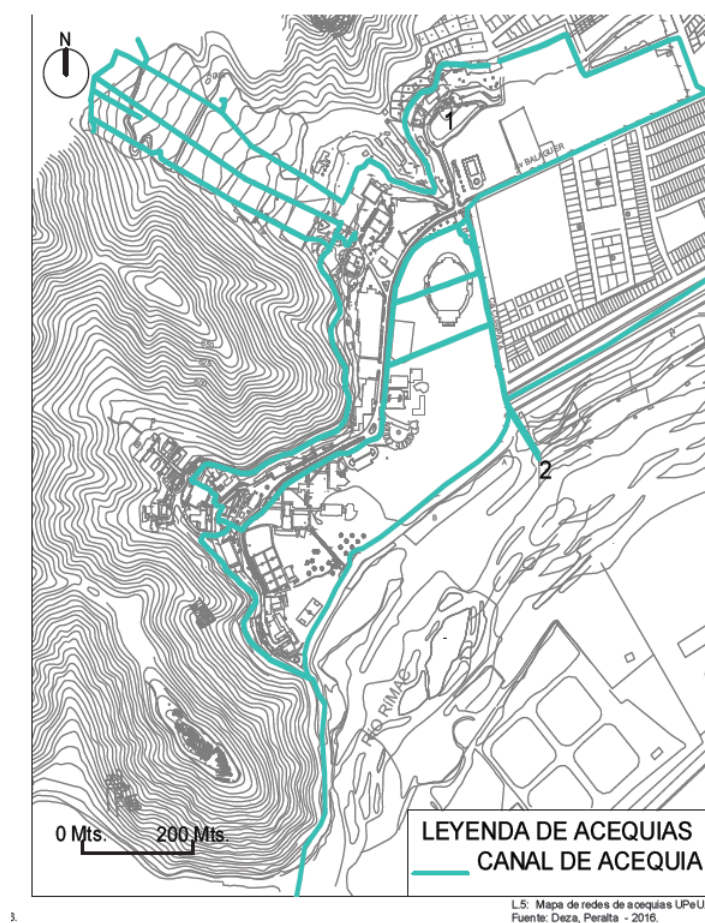 N
1
AV BALAGUER
2
RIO RIMAC
0 Mts. 200 Mts.
LEYENDA DE ACEQUIAS
CANAL DE ACEQUIA
L.5: Mapa de redes de acequias UPeU
Fuente: Deza, Peralta - 2016.